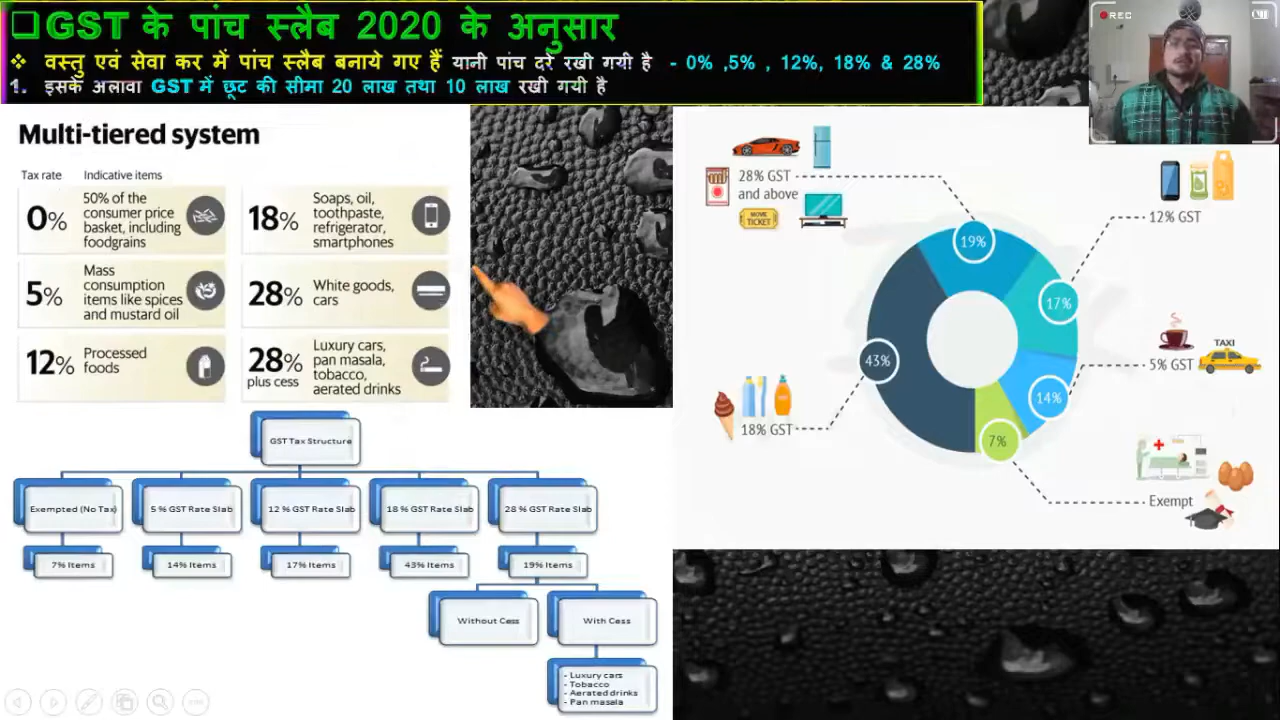 GST के पांच स्लैब 2020 के अनुसार
वस्तु एवं सेवा कर में पांच स्लैब बनाये गए हैं यानी पांच दरें रखी गयी है - 0% ,5% , 12%, 18% & 28%
1. इसके अलावा GST में छूट की सीमा 20 लाख तथा 10 लाख रखी गयी है
REC
Multi-tiered system
Tax rate Indicative items
0% 50% of the
consumer price
basket, including
foodgrains
18% Soaps, oil,
toothpaste,
refrigerator,
smartphones
5% Mass
consumption
items like spices
and mustard oil
28% White goods,
cars
12% Processed
foods
28%
plus cess
Luxury cars,
pan masala,
tobacco,
aerated drinks
28% GST
and above
MOVIE
TICKET
12% GST
TAXI
5% GST
18% GST
Exempt
19%
17%
43%
14%
7%
GST Tax Structure
Exempted (No Tax)
5 % GST Rate Slab
12 % GST Rate Slab
18 % GST Rate Slab
28 % GST Rate Slab
7% Items
14% Items
17% Items
43% Items
19% Items
Without Cess
With Cess
- Luxury cars
- Tobacco
- Aerated drinks
- Pan masala